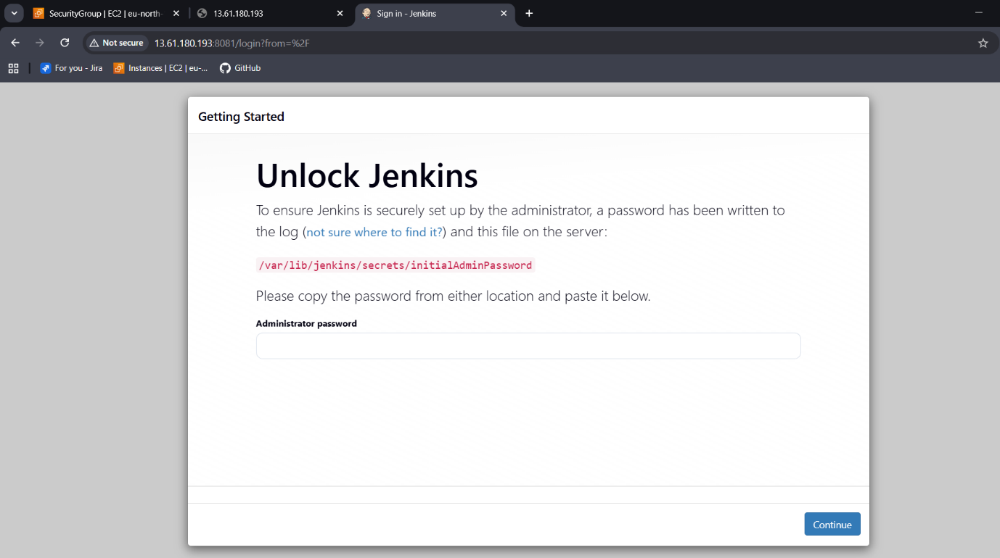 SecurityGroup | EC2 | eu-north-
13.61.180.193
Sign in - Jenkins
Not secure
13.61.180.193:8081/login?from=%2F
For you - Jira
Instances | EC2 | eu-...
GitHub
Getting Started
Unlock Jenkins
To ensure Jenkins is securely set up by the administrator, a password has been written to
the log (not sure where to find it?) and this file on the server:
/var/lib/jenkins/secrets/initialAdminPassword
Please copy the password from either location and paste it below.
Administrator password
Continue